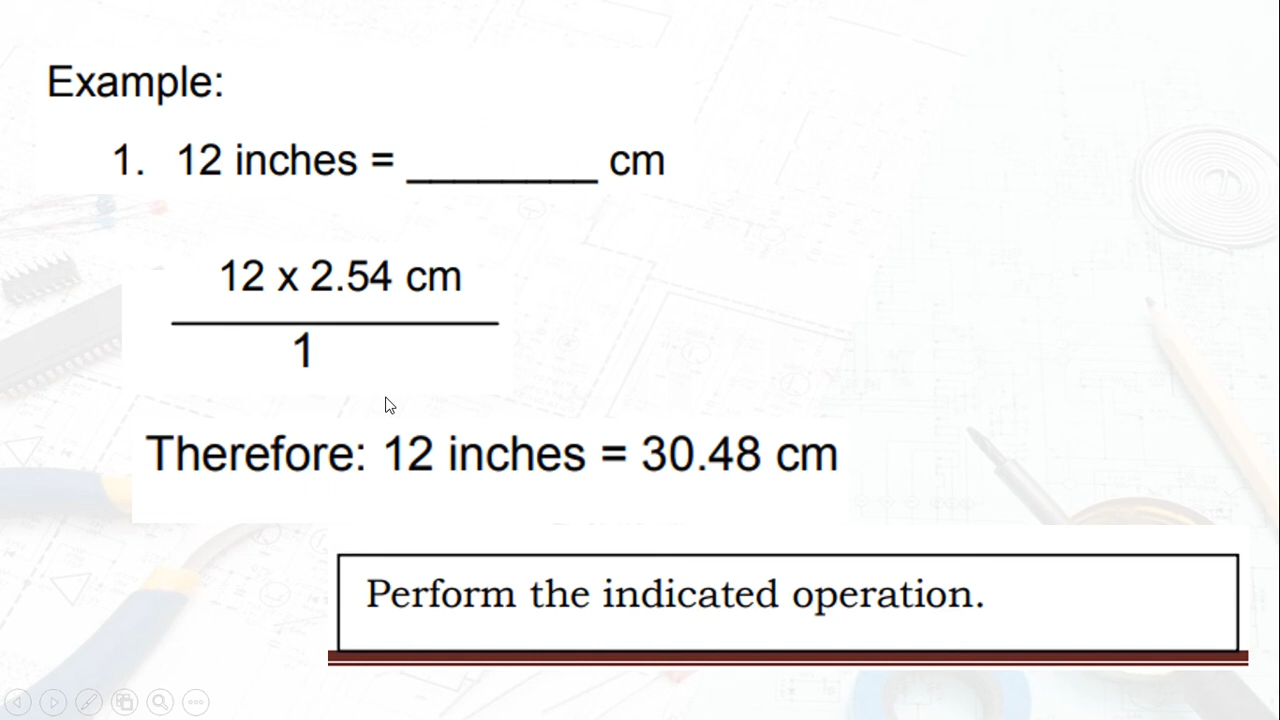 Example:
1. 12 inches = ________ cm
12 x 2.54 cm
1
Therefore: 12 inches = 30.48 cm
Perform the indicated operation.